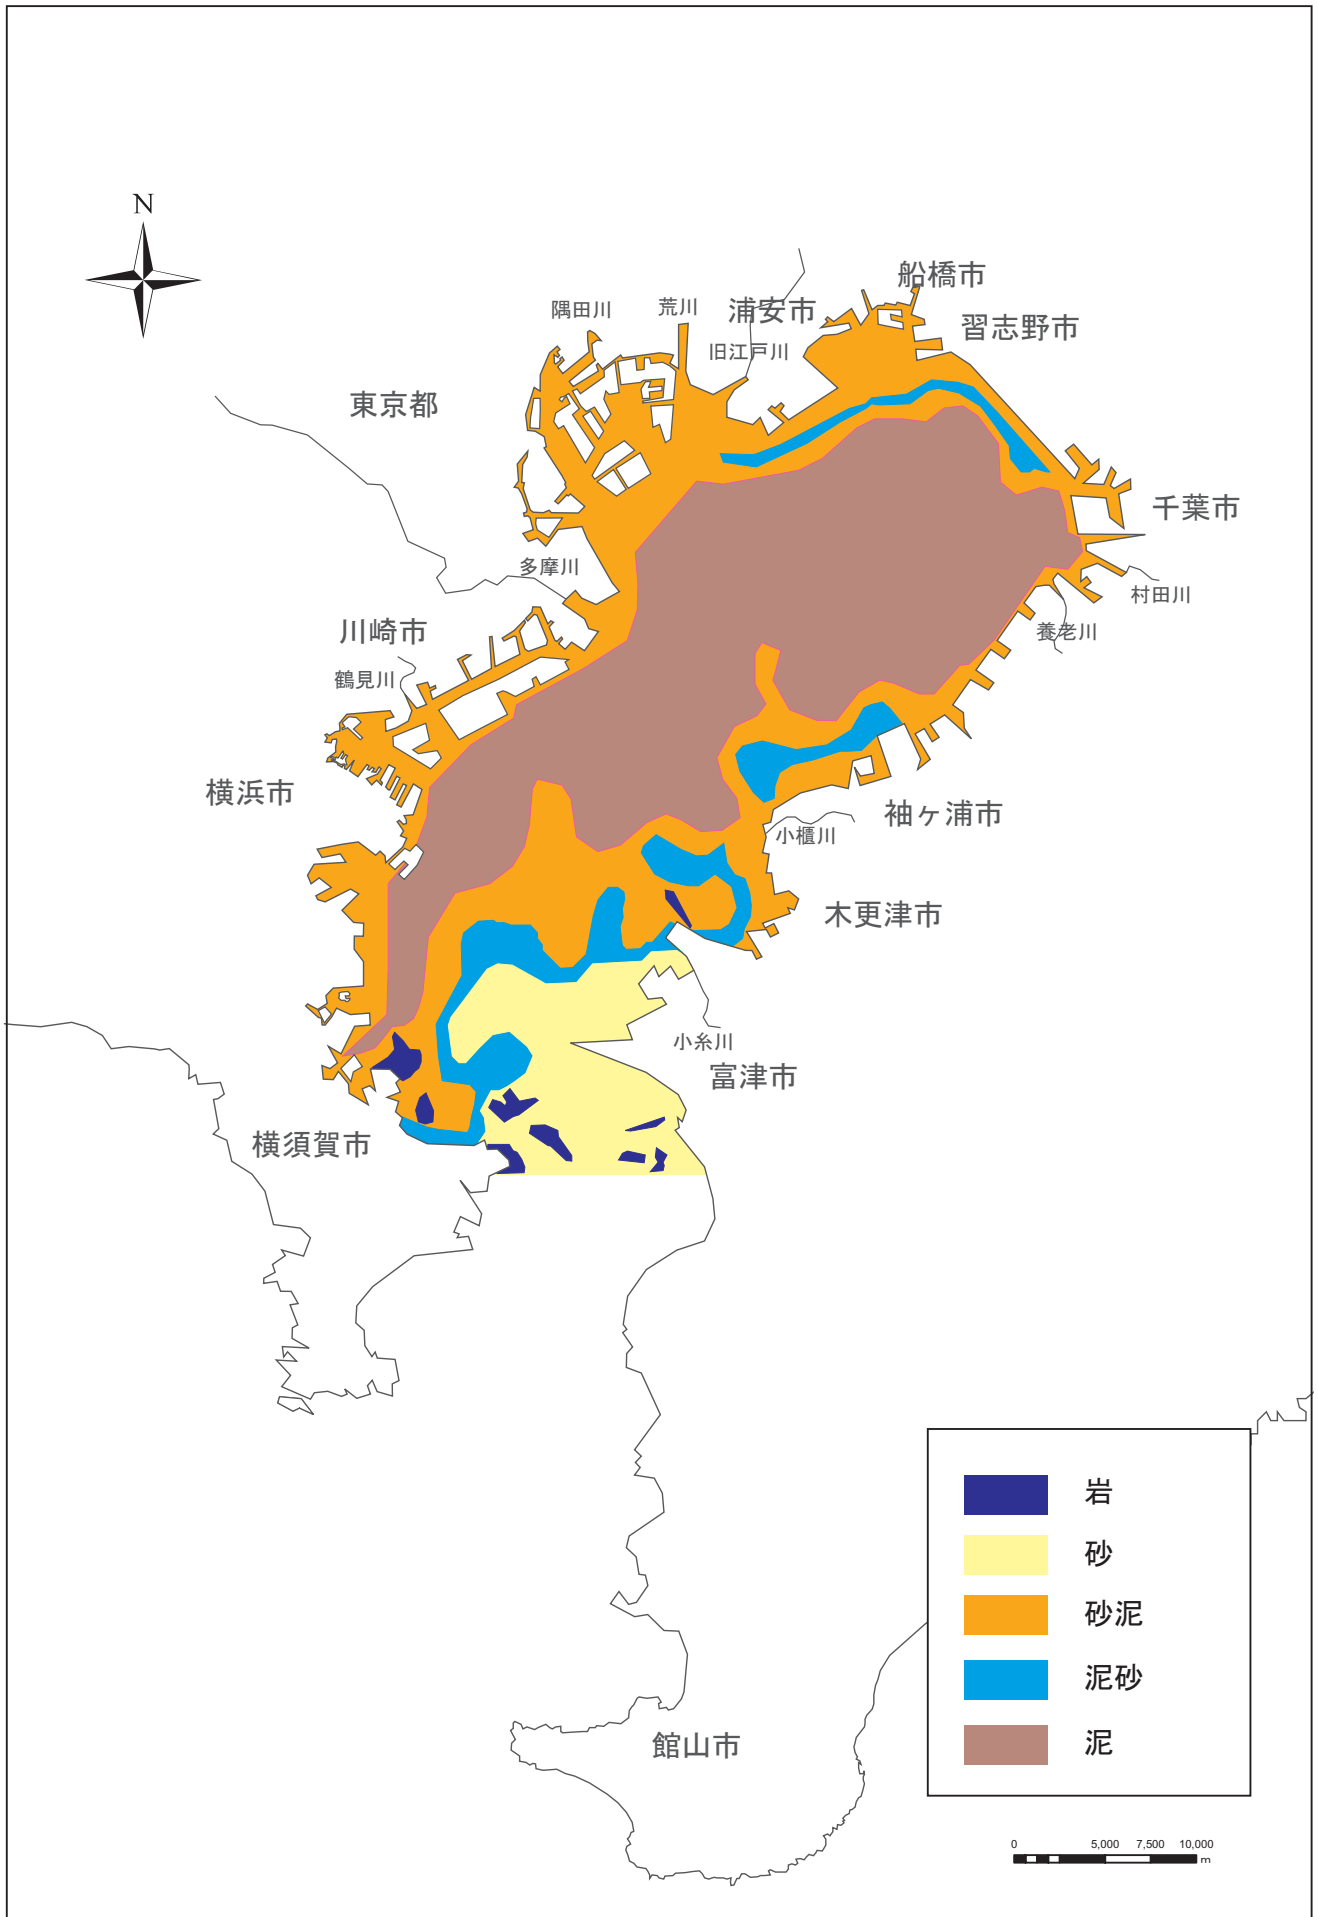 N
船橋市
隅田川
荒川
浦安市
習志野市
旧江戸川
東京都
千葉市
多摩川
村田川
川崎市
養老川
鶴見川
横浜市
袖ヶ浦市
小櫃川
木更津市
小糸川
富津市
横須賀市
岩
砂
砂泥
泥砂
泥
館山市
0 5,000 7,500 10,000
m